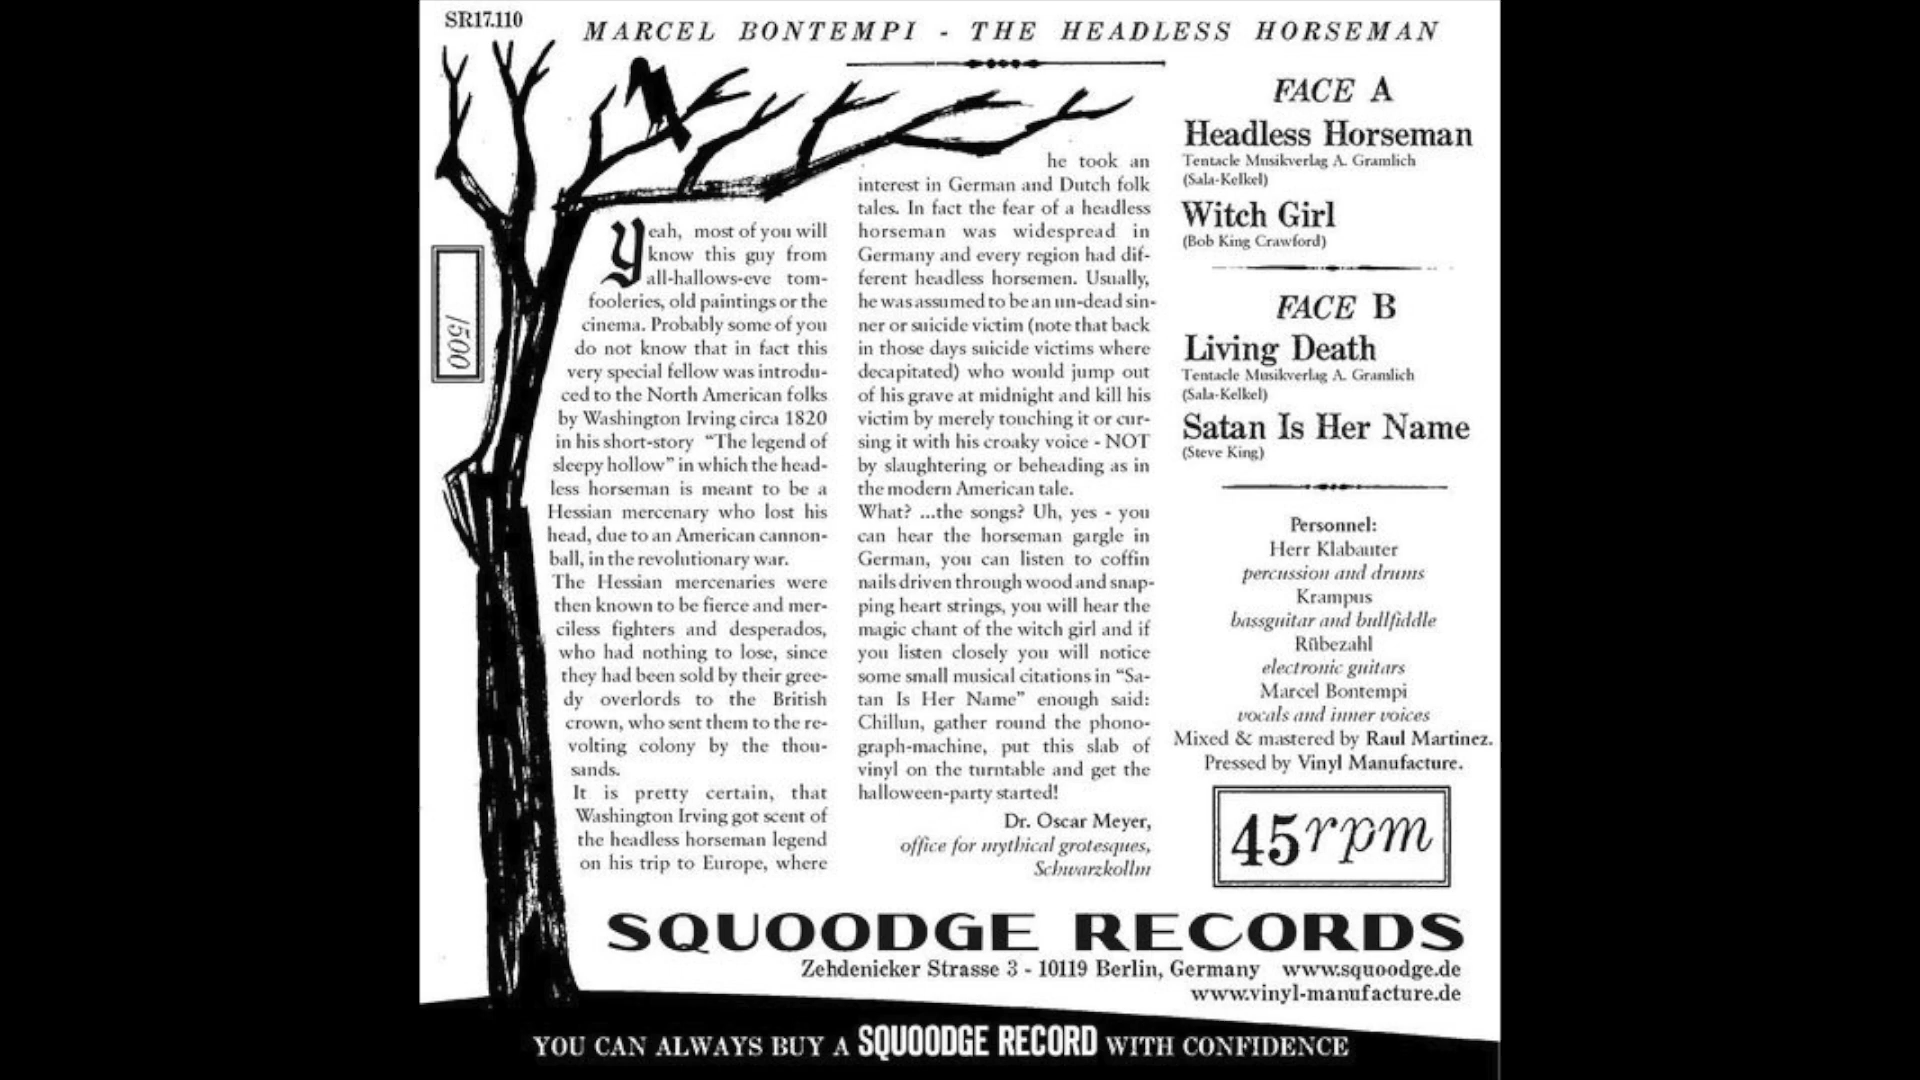 SR17.110
MARCEL BONTEMPI - THE HEADLESS HORSEMAN
/500
Yeah, most of you will
know this guy from
all-hallows-eve tom-
fooleries, old paintings or the
cinema. Probably some of you
do not know that in fact this
very special fellow was introdu-
ced to the North American folks
by Washington Irving circa 1820
in his short-story “The legend of
sleepy hollow” in which the head-
less horseman is meant to be a
Hessian mercenary who lost his
head, due to an American cannon-
ball, in the revolutionary war.
The Hessian mercenaries were
then known to be fierce and mer-
ciless fighters and desperados,
who had nothing to lose, since
they had been sold by their gree-
dy overlords to the British
crown, who sent them to the re-
volting colony by the thou-
sands.
It is pretty certain, that
Washington Irving got scent of
the headless horseman legend
on his trip to Europe, where
he took an
interest in German and Dutch folk
tales. In fact the fear of a headless
horseman was widespread in
Germany and every region had dif-
ferent headless horsemen. Usually,
he was assumed to be an un-dead sin-
ner or suicide victim (note that back
in those days suicide victims where
decapitated) who would jump out
of his grave at midnight and kill his
victim by merely touching it or cur-
sing it with his croaky voice - NOT
by slaughtering or beheading as in
the modern American tale.
What? ...the songs? Uh, yes - you
can hear the horseman gargle in
German, you can listen to coffin
nails driven through wood and snap-
ping heart strings, you will hear the
magic chant of the witch girl and if
you listen closely you will notice
some small musical citations in “Sa-
tan Is Her Name” enough said:
Chillun, gather round the phono-
graph-machine, put this slab of
vinyl on the turntable and get the
halloween-party started!
Dr. Oscar Meyer,
office for mythical grotesques,
Schwarzkollm
FACE A
Headless Horseman
Tentacle Musikverlag A. Gramlich
(Sala-Kelkel)
Witch Girl
(Bob King Crawford)
FACE B
Living Death
Tentacle Musikverlag A. Gramlich
(Sala-Kelkel)
Satan Is Her Name
(Steve King)
Personnel:
Herr Klabauter
percussion and drums
Krampus
bassguitar and bullfiddle
Rübezahl
electronic guitars
Marcel Bontempi
vocals and inner voices
Mixed & mastered by Raul Martinez.
Pressed by Vinyl Manufacture.
45rpm
SQUOODGE RECORDS
Zehdenicker Strasse 3 - 10119 Berlin, Germany www.squoodge.de
www.vinyl-manufacture.de
YOU CAN ALWAYS BUY A SQUOODGE RECORD WITH CONFIDENCE